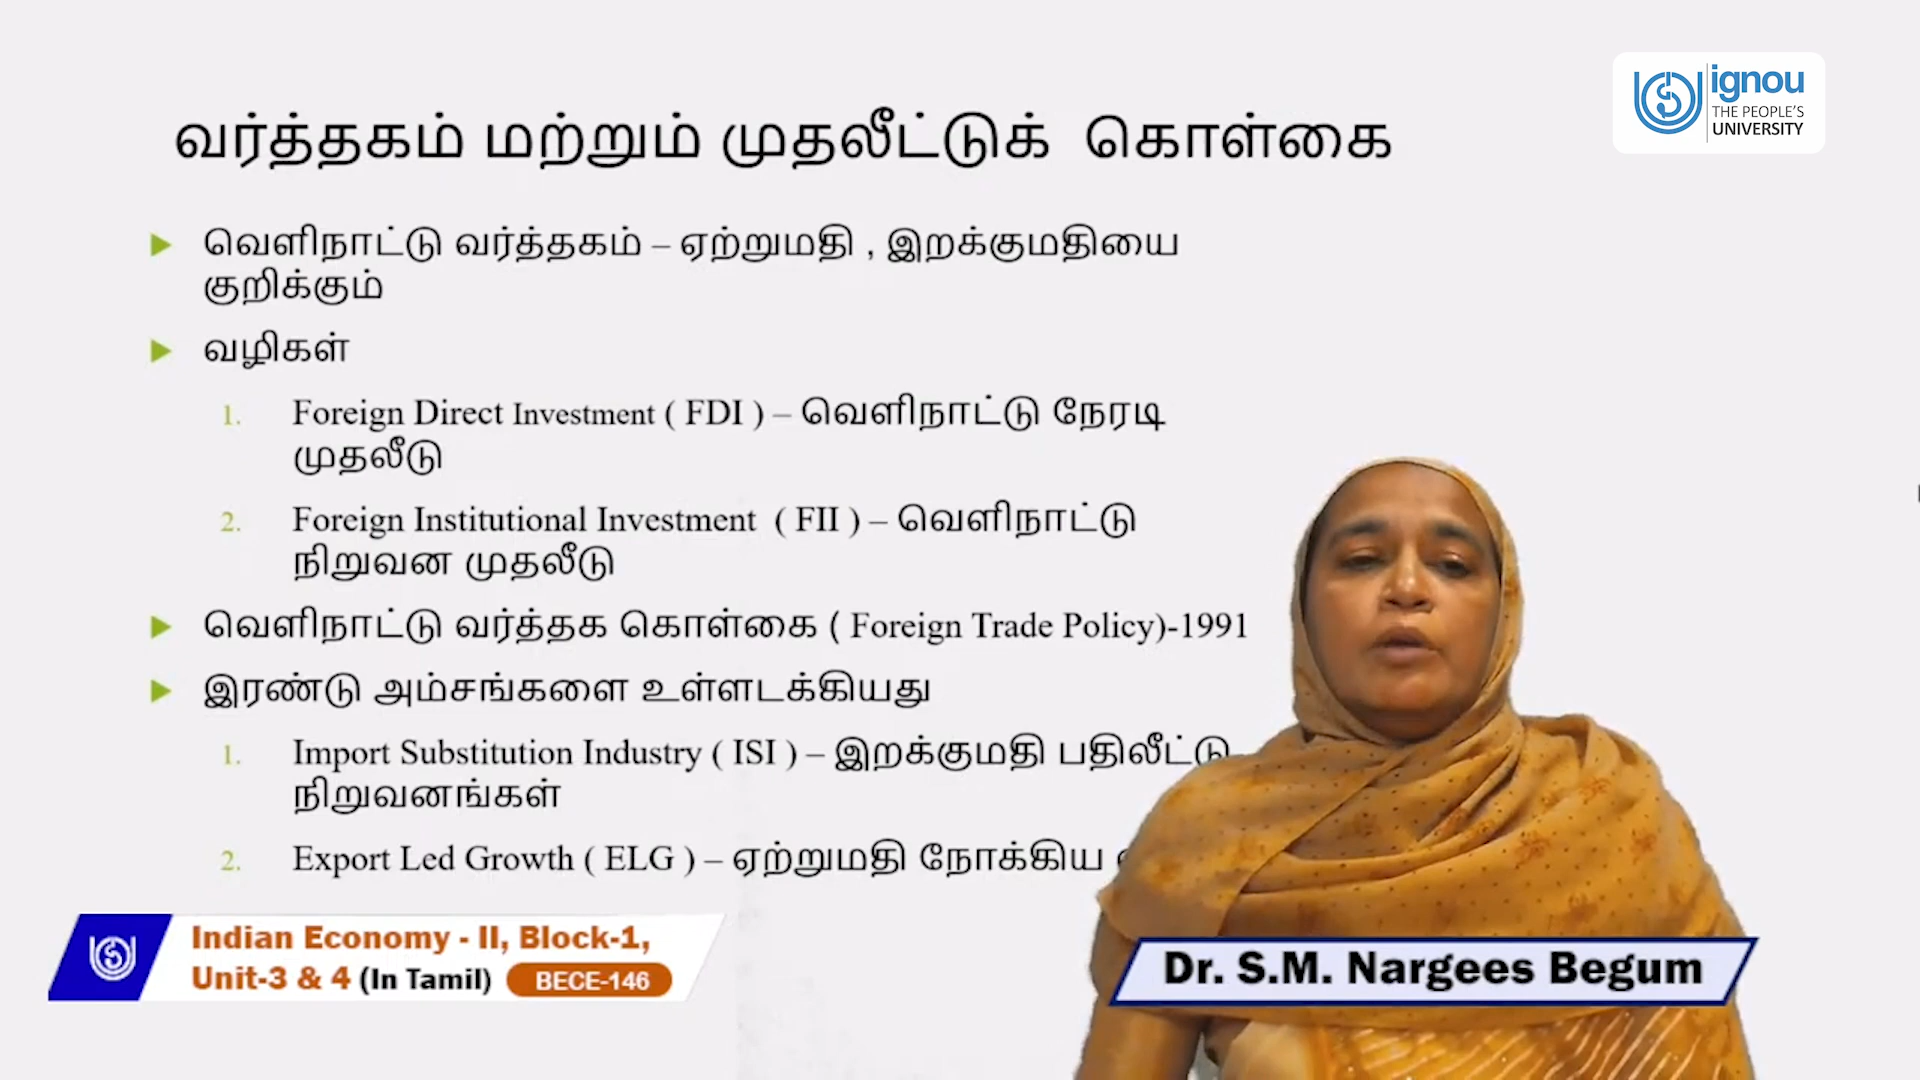 ignou
THE PEOPLE'S
UNIVERSITY
வர்த்தகம் மற்றும் முதலீட்டுக் கொள்கை
வெளிநாட்டு வர்த்தகம் – ஏற்றுமதி , இறக்குமதியை
குறிக்கும்
வழிகள்
1. Foreign Direct Investment ( FDI ) – வெளிநாட்டு நேரடி
முதலீடு
2. Foreign Institutional Investment ( FII ) – வெளிநாட்டு
நிறுவன முதலீடு
வெளிநாட்டு வர்த்தக கொள்கை ( Foreign Trade Policy)-1991
இரண்டு அம்சங்களை உள்ளடக்கியது
1. Import Substitution Industry ( ISI ) – இறக்குமதி பதிலீட்டு
நிறுவனங்கள்
2. Export Led Growth ( ELG ) – ஏற்றுமதி நோக்கிய
Indian Economy - II, Block-1,
Unit-3 & 4 (In Tamil) BECE-146
Dr. S.M. Nargees Begum